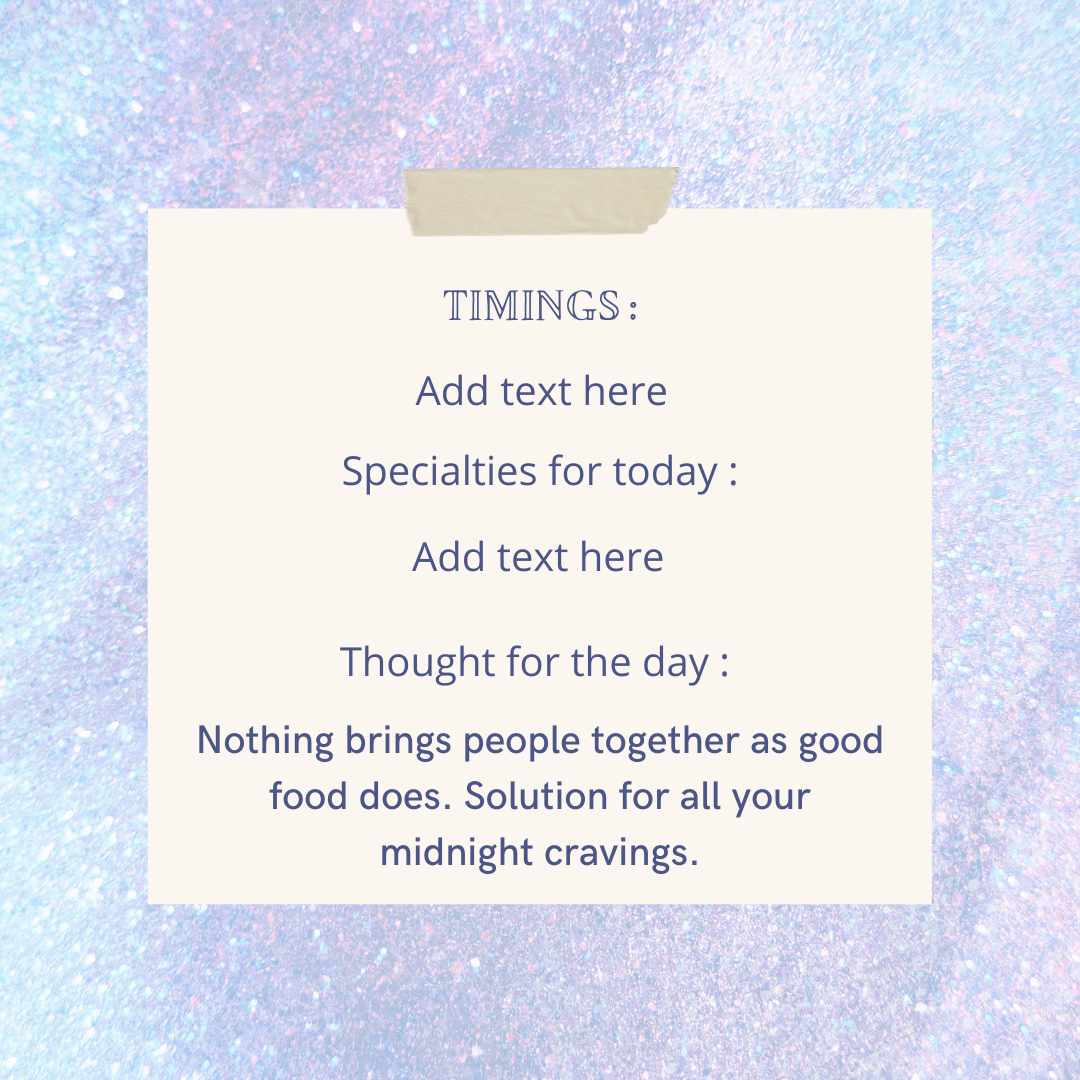 TIMINGS :
Add text here
Specialties for today :
Add text here
Thought for the day :
Nothing brings people together as good
food does. Solution for all your
midnight cravings.